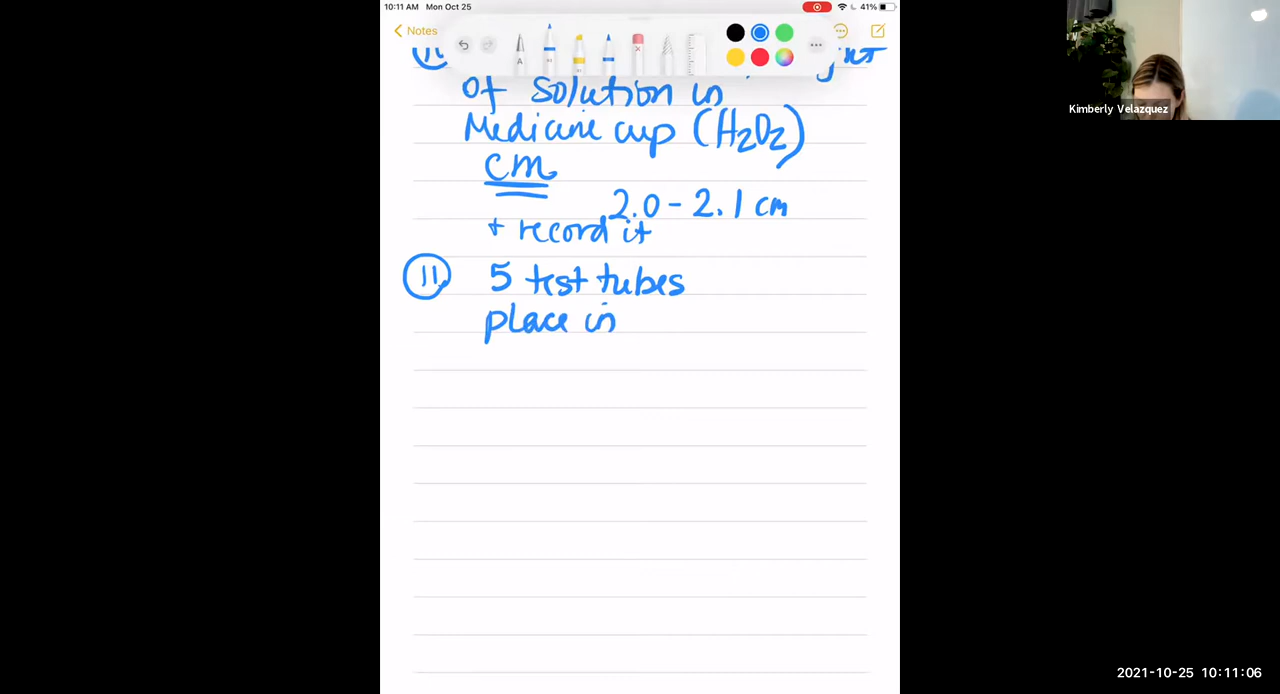 10:11 AM Mon Oct 25
41%
Notes
of solution in
Medicine cup (H2O2)
cm
2.0 - 2.1 cm
+ record it
11. 5 test tubes
place in
Kimberly Velazquez
2021-10-25 10:11:06